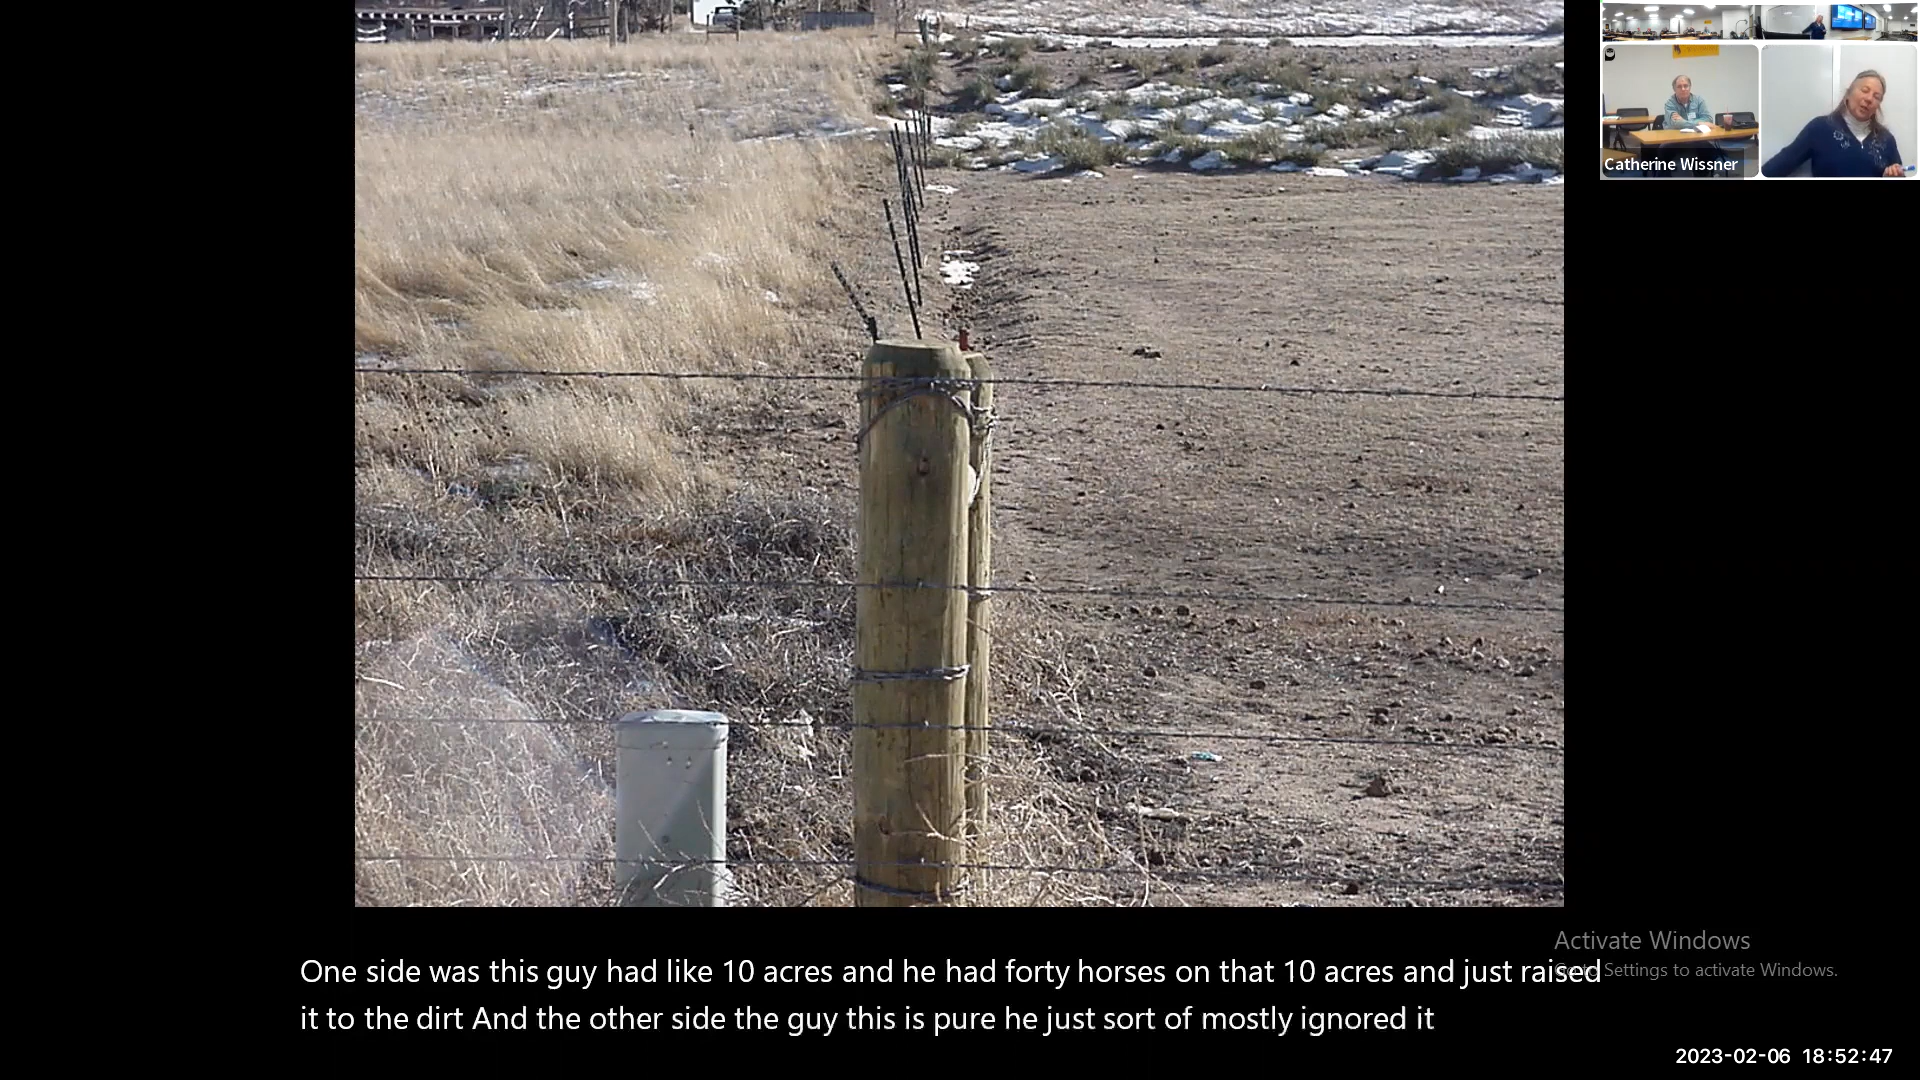 Catherine Wissner
Activate Windows
Go to Settings to activate Windows.
One side was this guy had like 10 acres and he had forty horses on that 10 acres and just raised
it to the dirt And the other side the guy this is pure he just sort of mostly ignored it
2023-02-06 18:52:47